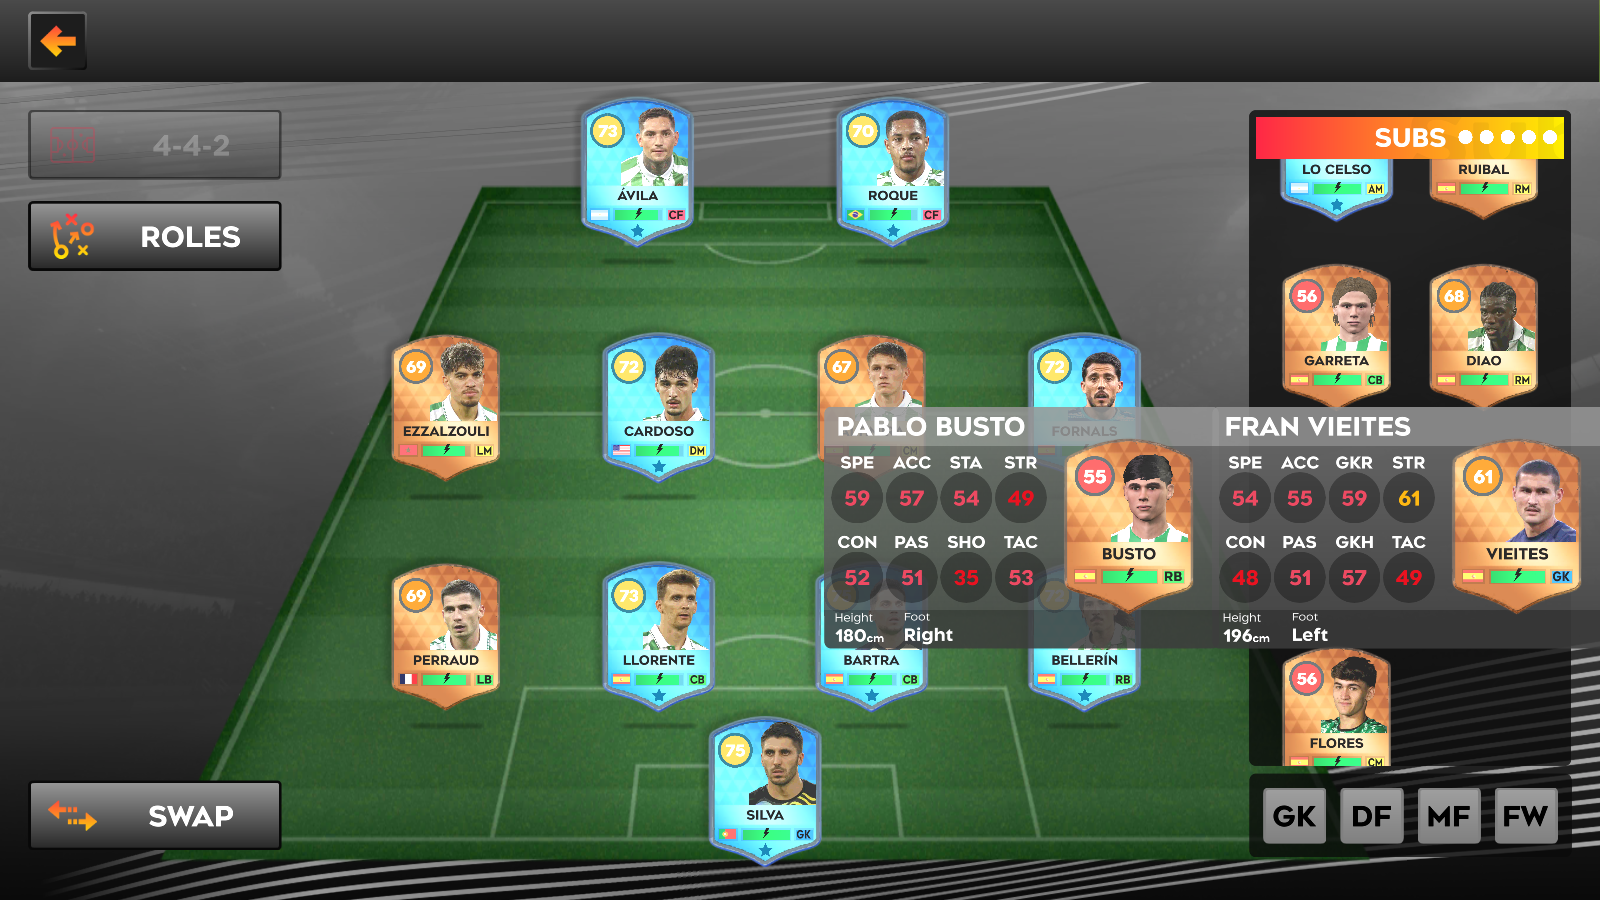 4-4-2
ROLES
SWAP
73
ÁVILA
CF
70
ROQUE
CF
69
EZZALZOULI
LM
72
CARDOSO
DM
67
CM
72
FORNALS
69
PERRAUD
LB
73
LLORENTE
CB
BARTRA
CB
BELLERÍN
RB
75
SILVA
GK
SUBS
LO CELSO
AM
RUIBAL
RM
56
GARRETA
CB
68
DIAO
RM
PABLO BUSTO
SPE ACC STA STR
59 57 54 49
CON PAS SHO TAC
52 51 35 53
Height Foot
180cm Right
55
BUSTO
RB
FRAN VIEITES
SPE ACC GKR STR
54 55 59 61
CON PAS GKH TAC
48 51 57 49
Height Foot
196cm Left
61
VIEITES
GK
56
FLORES
CM
GK DF MF FW